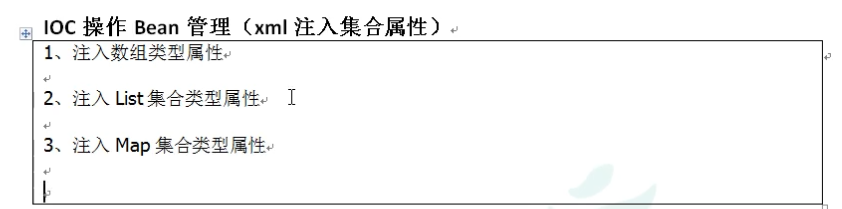 IOC 操作 Bean 管理（xml 注入集合属性）
1、注入数组类型属性
2、注入 List 集合类型属性
3、注入 Map 集合类型属性